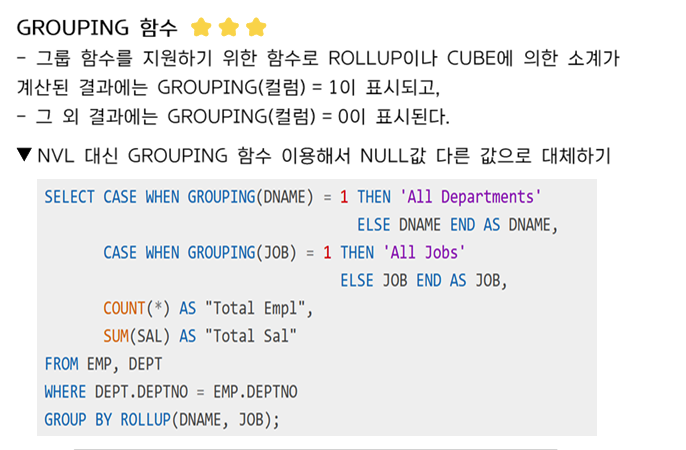 GROUPING 함수
- 그룹 함수를 지원하기 위한 함수로 ROLLUP이나 CUBE에 의한 소계가
계산된 결과에는 GROUPING(컬럼) = 1이 표시되고,
- 그 외 결과에는 GROUPING(컬럼) = 0이 표시된다.
▼ NVL 대신 GROUPING 함수 이용해서 NULL값 다른 값으로 대체하기
SELECT CASE WHEN GROUPING(DNAME) = 1 THEN 'All Departments'
ELSE DNAME END AS DNAME,
CASE WHEN GROUPING(JOB) = 1 THEN 'All Jobs'
ELSE JOB END AS JOB,
COUNT(*) AS "Total Empl",
SUM(SAL) AS "Total Sal"
FROM EMP, DEPT
WHERE DEPT.DEPTNO = EMP.DEPTNO
GROUP BY ROLLUP(DNAME, JOB);